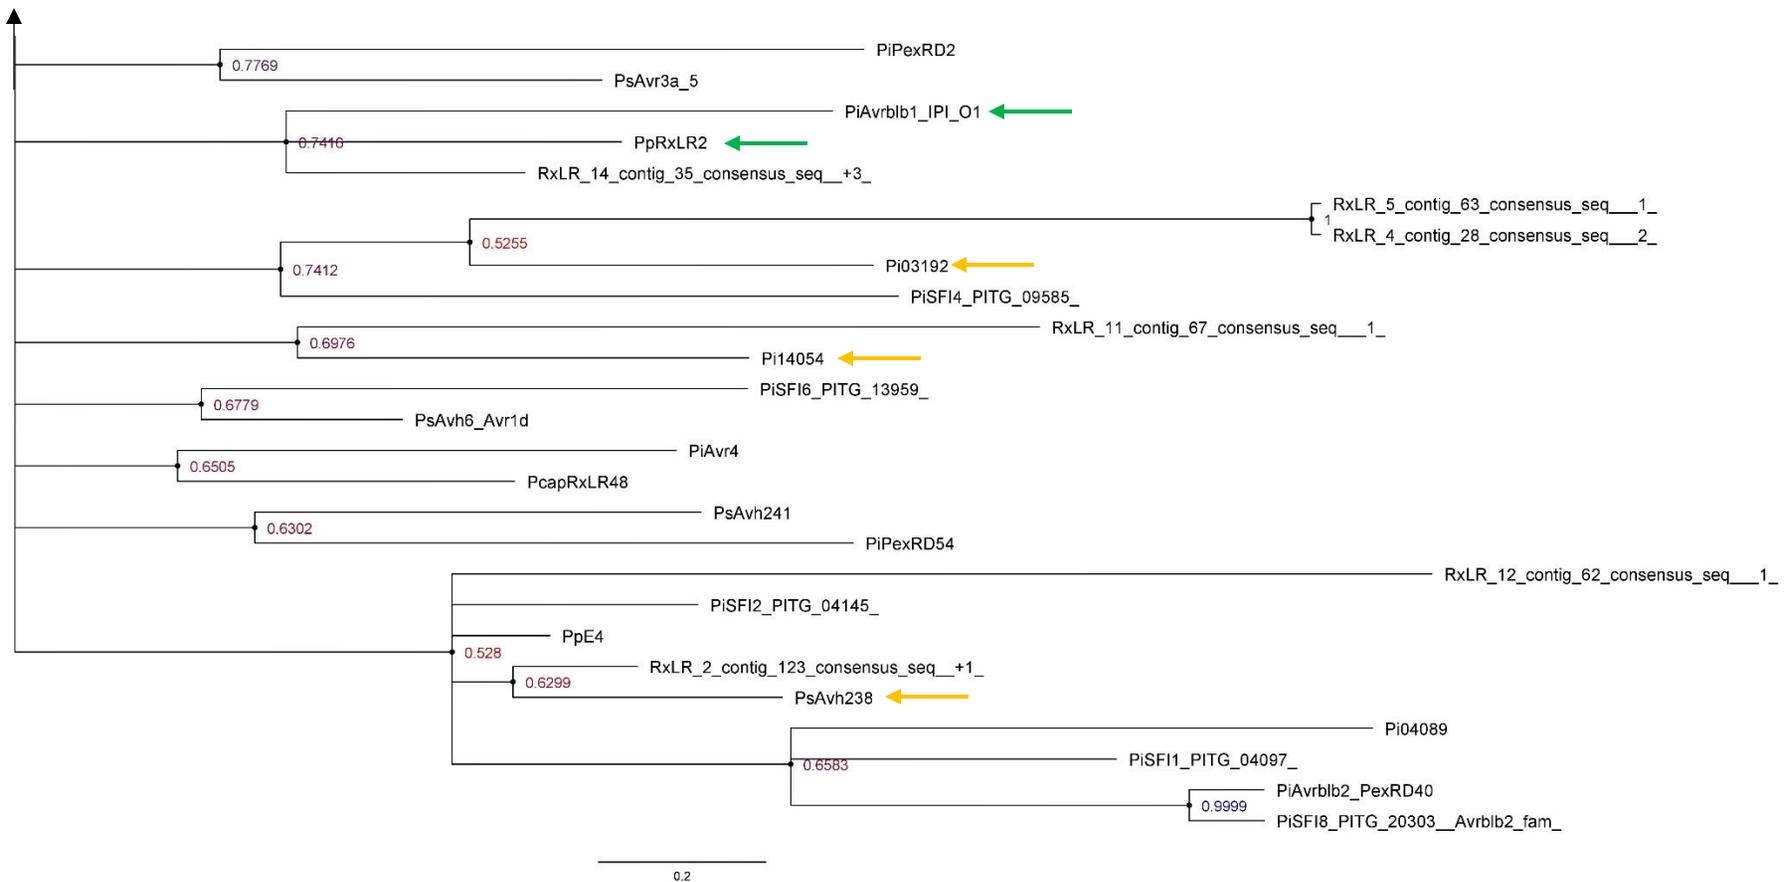 PiPexRD2
0.7769
PsAvr3a_5
PiAvrblb1_IPI_O1
0.7416
PpRxLR2
RxLR_14_contig_35_consensus_seq__+3_
RxLR_5_contig_63_consensus_seq___1_
1
RxLR_4_contig_28_consensus_seq___2_
0.5255
Pi03192
0.7412
PiSFI4_PITG_09585_
RxLR_11_contig_67_consensus_seq___1_
0.6976
Pi14054
PiSFI6_PITG_13959_
0.6779
PsAvh6_Avr1d
PiAvr4
0.6505
PcapRxLR48
PsAvh241
0.6302
PiPexRD54
RxLR_12_contig_62_consensus_seq___1_
PiSFI2_PITG_04145_
PpE4
0.528
RxLR_2_contig_123_consensus_seq__+1_
0.6299
PsAvh238
Pi04089
PiSFI1_PITG_04097_
0.6583
PiAvrblb2_PexRD40
0.9999
PiSFI8_PITG_20303__Avrblb2_fam_
0.2